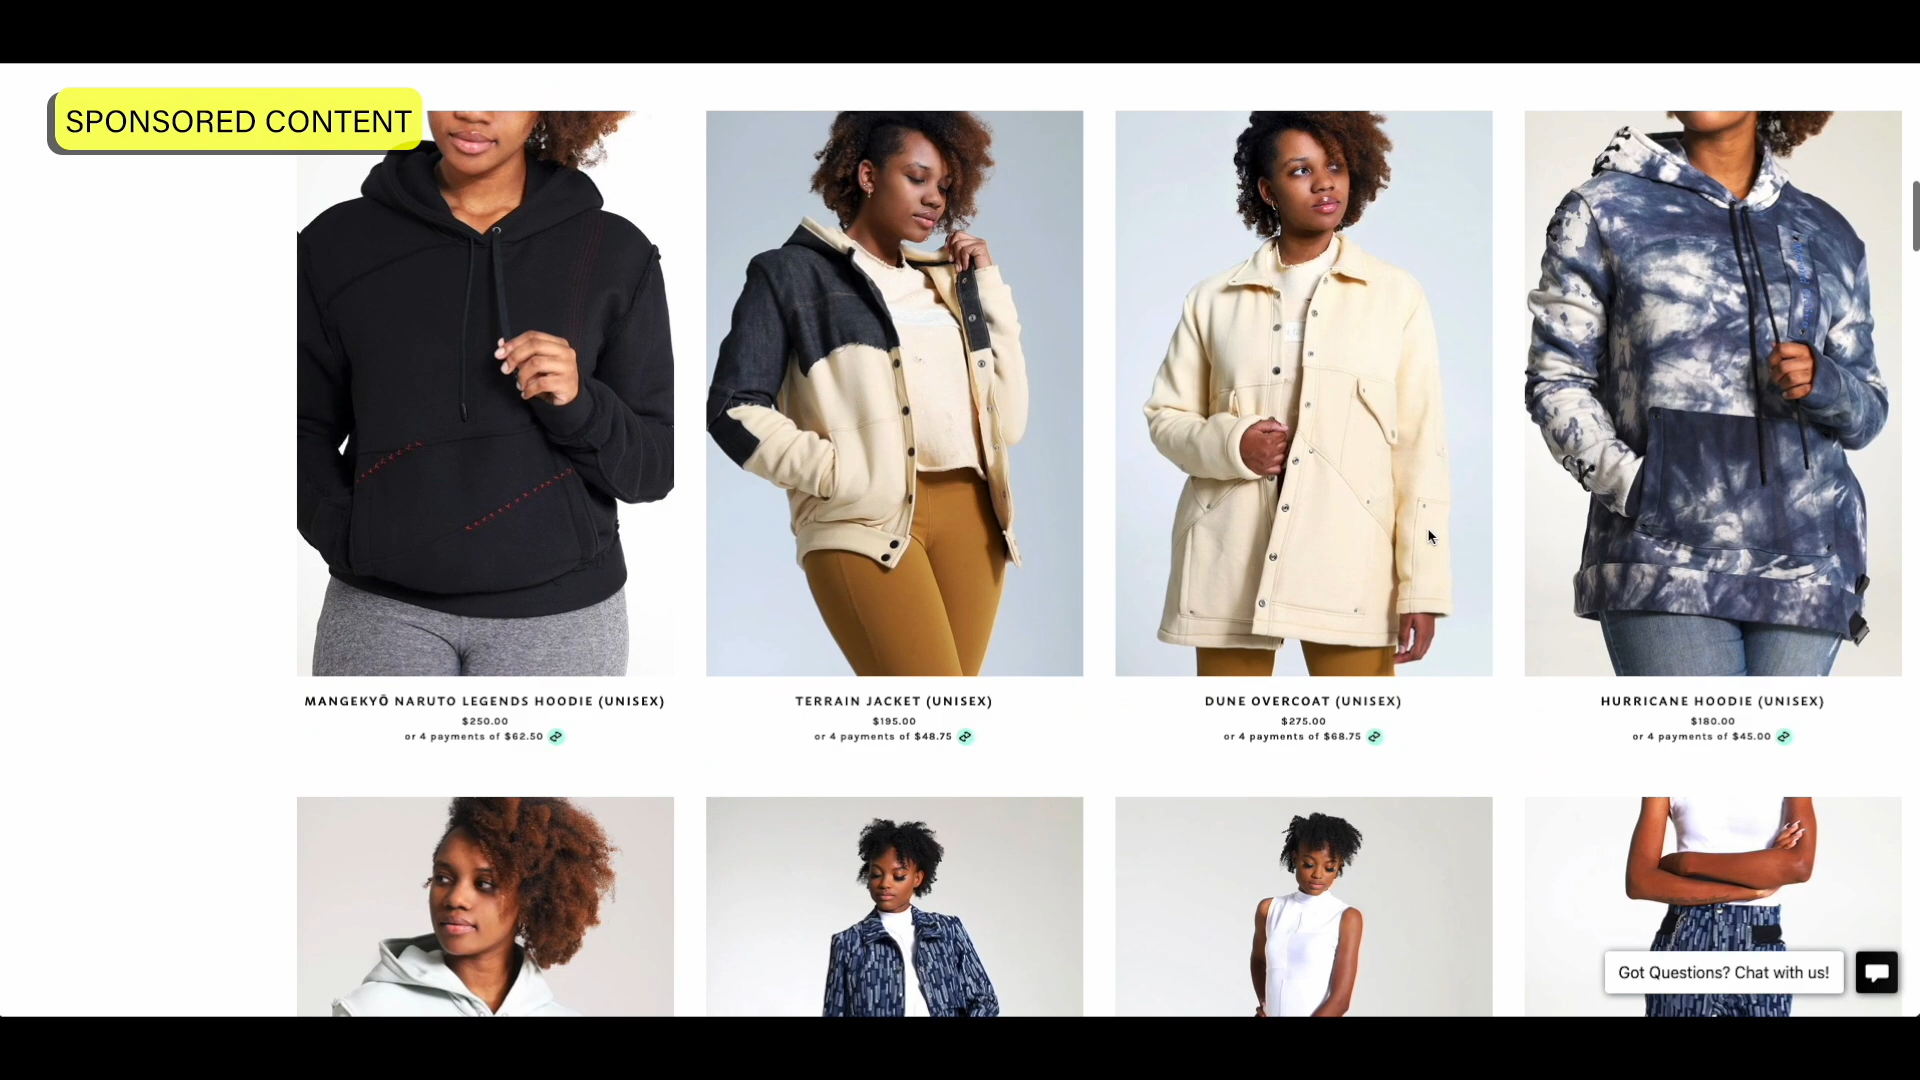 SPONSORED CONTENT
MANGEKYŌ NARUTO LEGENDS HOODIE (UNISEX)
$250.00
or 4 payments of $62.50
TERRAIN JACKET (UNISEX)
$195.00
or 4 payments of $48.75
DUNE OVERCOAT (UNISEX)
$275.00
or 4 payments of $68.75
HURRICANE HOODIE (UNISEX)
$180.00
or 4 payments of $45.00
Got Questions? Chat with us!